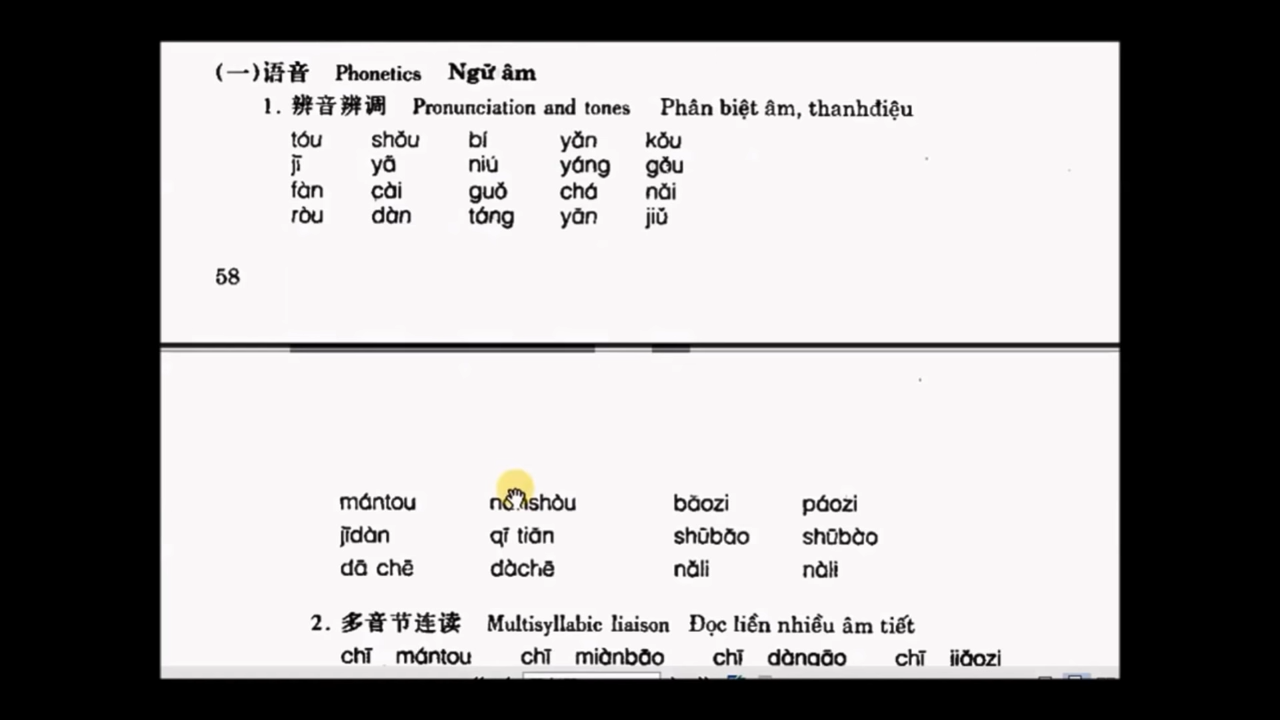 (一)语音 Phonetics Ngữ âm
1. 辨音辨调 Pronunciation and tones Phân biệt âm, thanhđiệu
tóu shǒu bí yǎn kǒu
jī yā niú yáng gǒu
fàn cài guǒ chá nǎi
ròu dàn tóng yān jiǔ
58
mántou bāozi páozi
jīdàn qī tiān shūbāo shūbào
dā chē dàchē nǎli nàli
2. 多音节连读 Multisyllabic liaison Đọc liền nhiều âm tiết
chī mántou chī miànbāo chī dàngāo chī jiǎozi